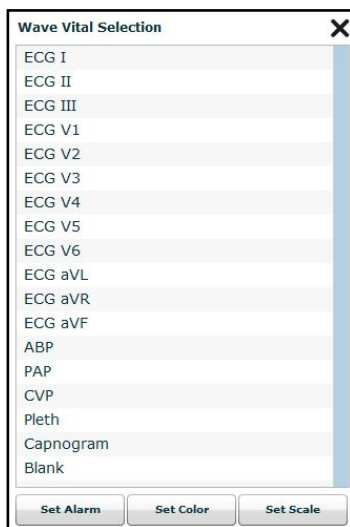 Wave Vital Selection
ECG I
ECG II
ECG III
ECG V1
ECG V2
ECG V3
ECG V4
ECG V5
ECG V6
ECG aVL
ECG aVR
ECG aVF
ABP
PAP
CVP
Pleth
Capnogram
Blank
Set Alarm Set Color Set Scale